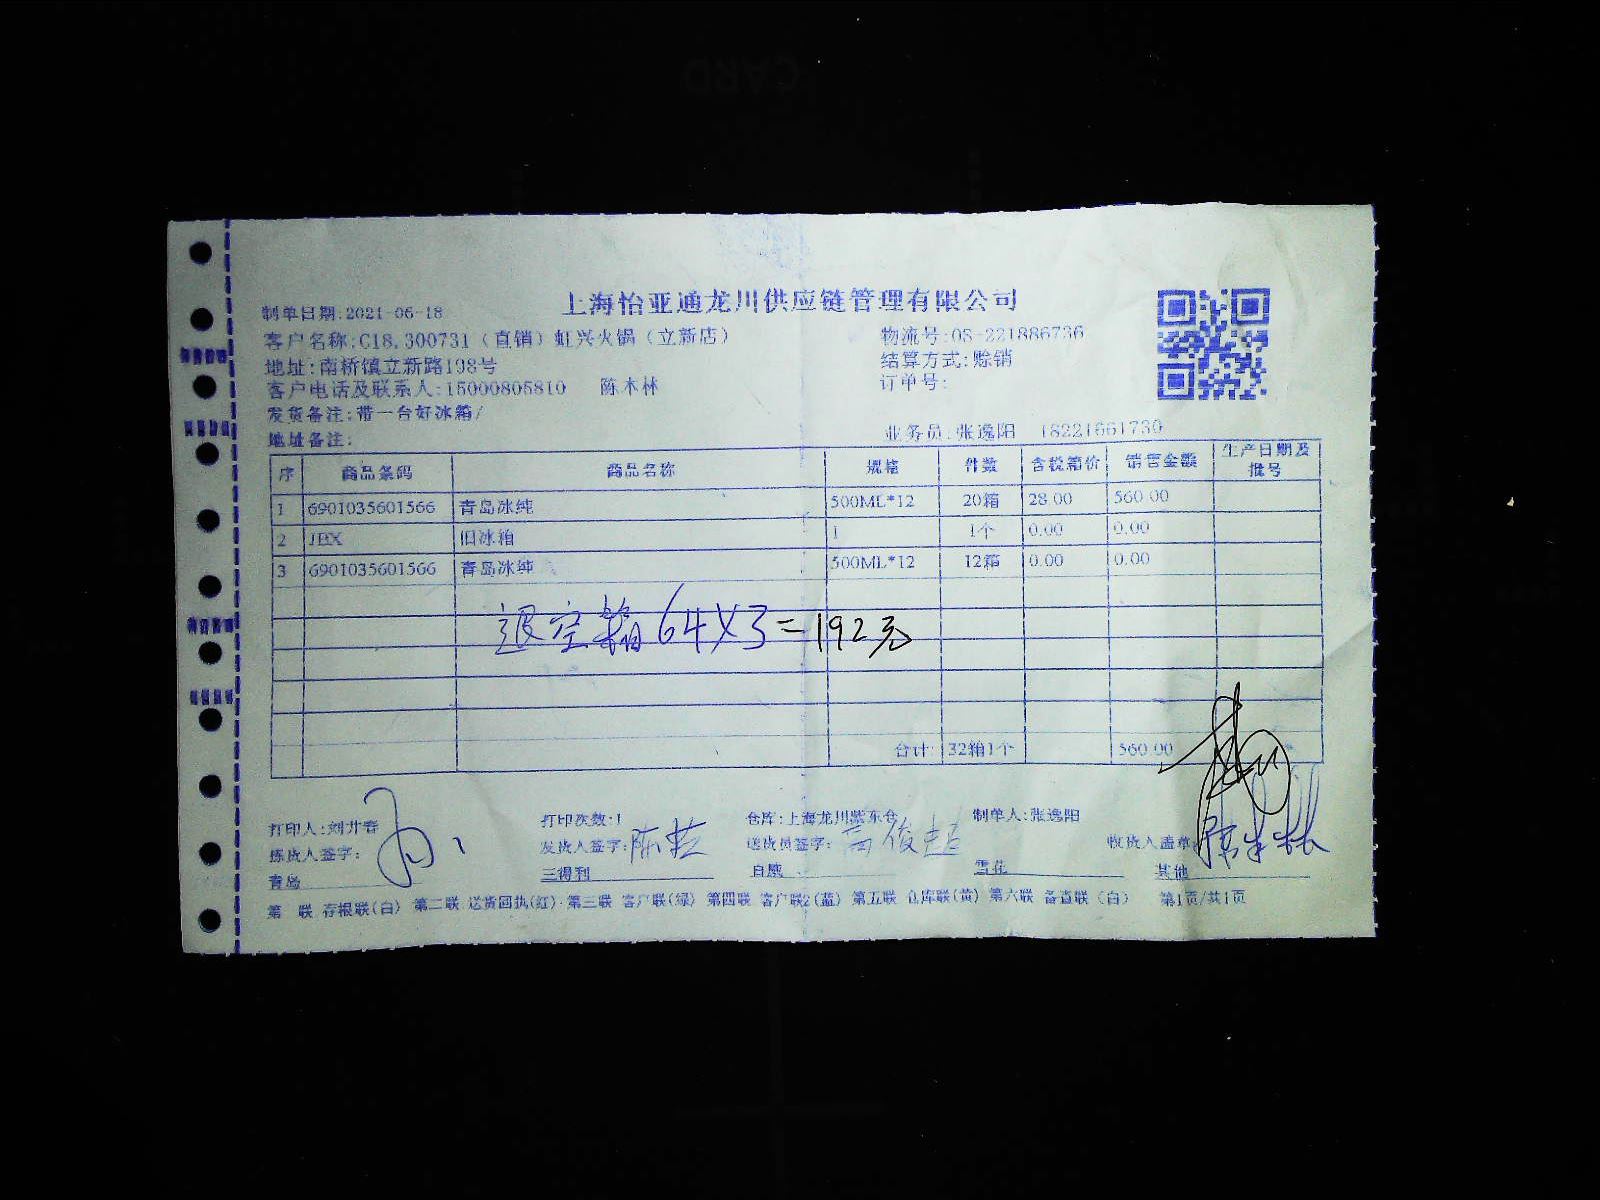 上海怡亚通龙川供应链管理有限公司
制单日期:2021-06-18
客户名称:C18.300731（直销）虹兴火锅（立新店）
物流号:OS-221886736
地址:南桥镇立新路198号
结算方式:赊销
客户电话及联系人:15000805810 陈木林
订单号:
发货备注:带一台好冰箱/
地址备注:
业务员:张逸阳 18221661730
序 商品条码 商品名称 规格 件数 含税箱价 销售金额 生产日期及批号
1 6901035601566 青岛冰纯 500ML*12 20箱 28.00 560.00
2 JBX 旧冰箱 1 1个 0.00 0.00
3 6901035601566 青岛冰纯 500ML*12 12箱 0.00 0.00
退空箱64×3=192元
合计: 32箱1个 560.00
打印人:刘廿春 打印次数:1 仓库:上海龙川紫东仓 制单人:张逸阳
拣货人签字: 发货人签字: 陈 送货员签字: 高俊超 收货人盖章 陈木林
青岛 三得利 百威 雪花 其他
第 联 存根联(白) 第二联 送货回执(红) 第三联 客户联(绿) 第四联 客户联2(蓝) 第五联 仓库联(黄) 第六联 备查联（白） 第1页/共1页